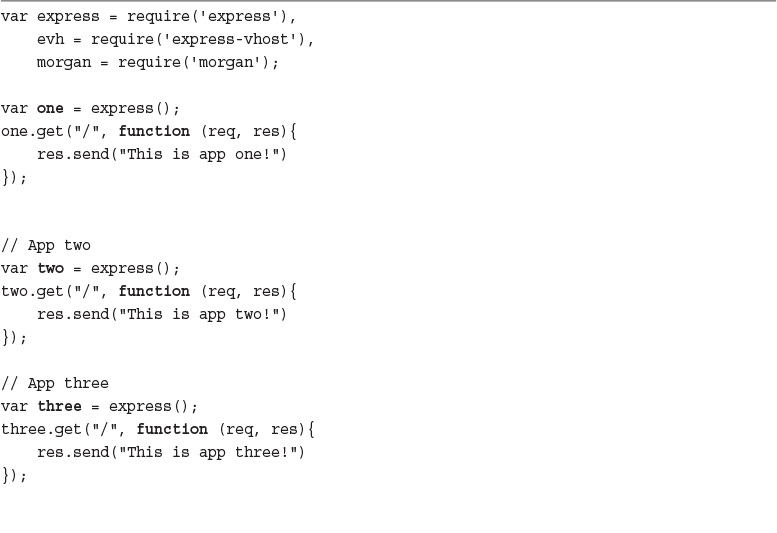 var express = require('express'),
    evh = require('express-vhost'),
    morgan = require('morgan');
var one = express();
one.get("/", function (req, res){
    res.send("This is app one!")
});
// App two
var two = express();
two.get("/", function (req, res){
    res.send("This is app two!")
});
// App three
var three = express();
three.get("/", function (req, res){
    res.send("This is app three!")
});